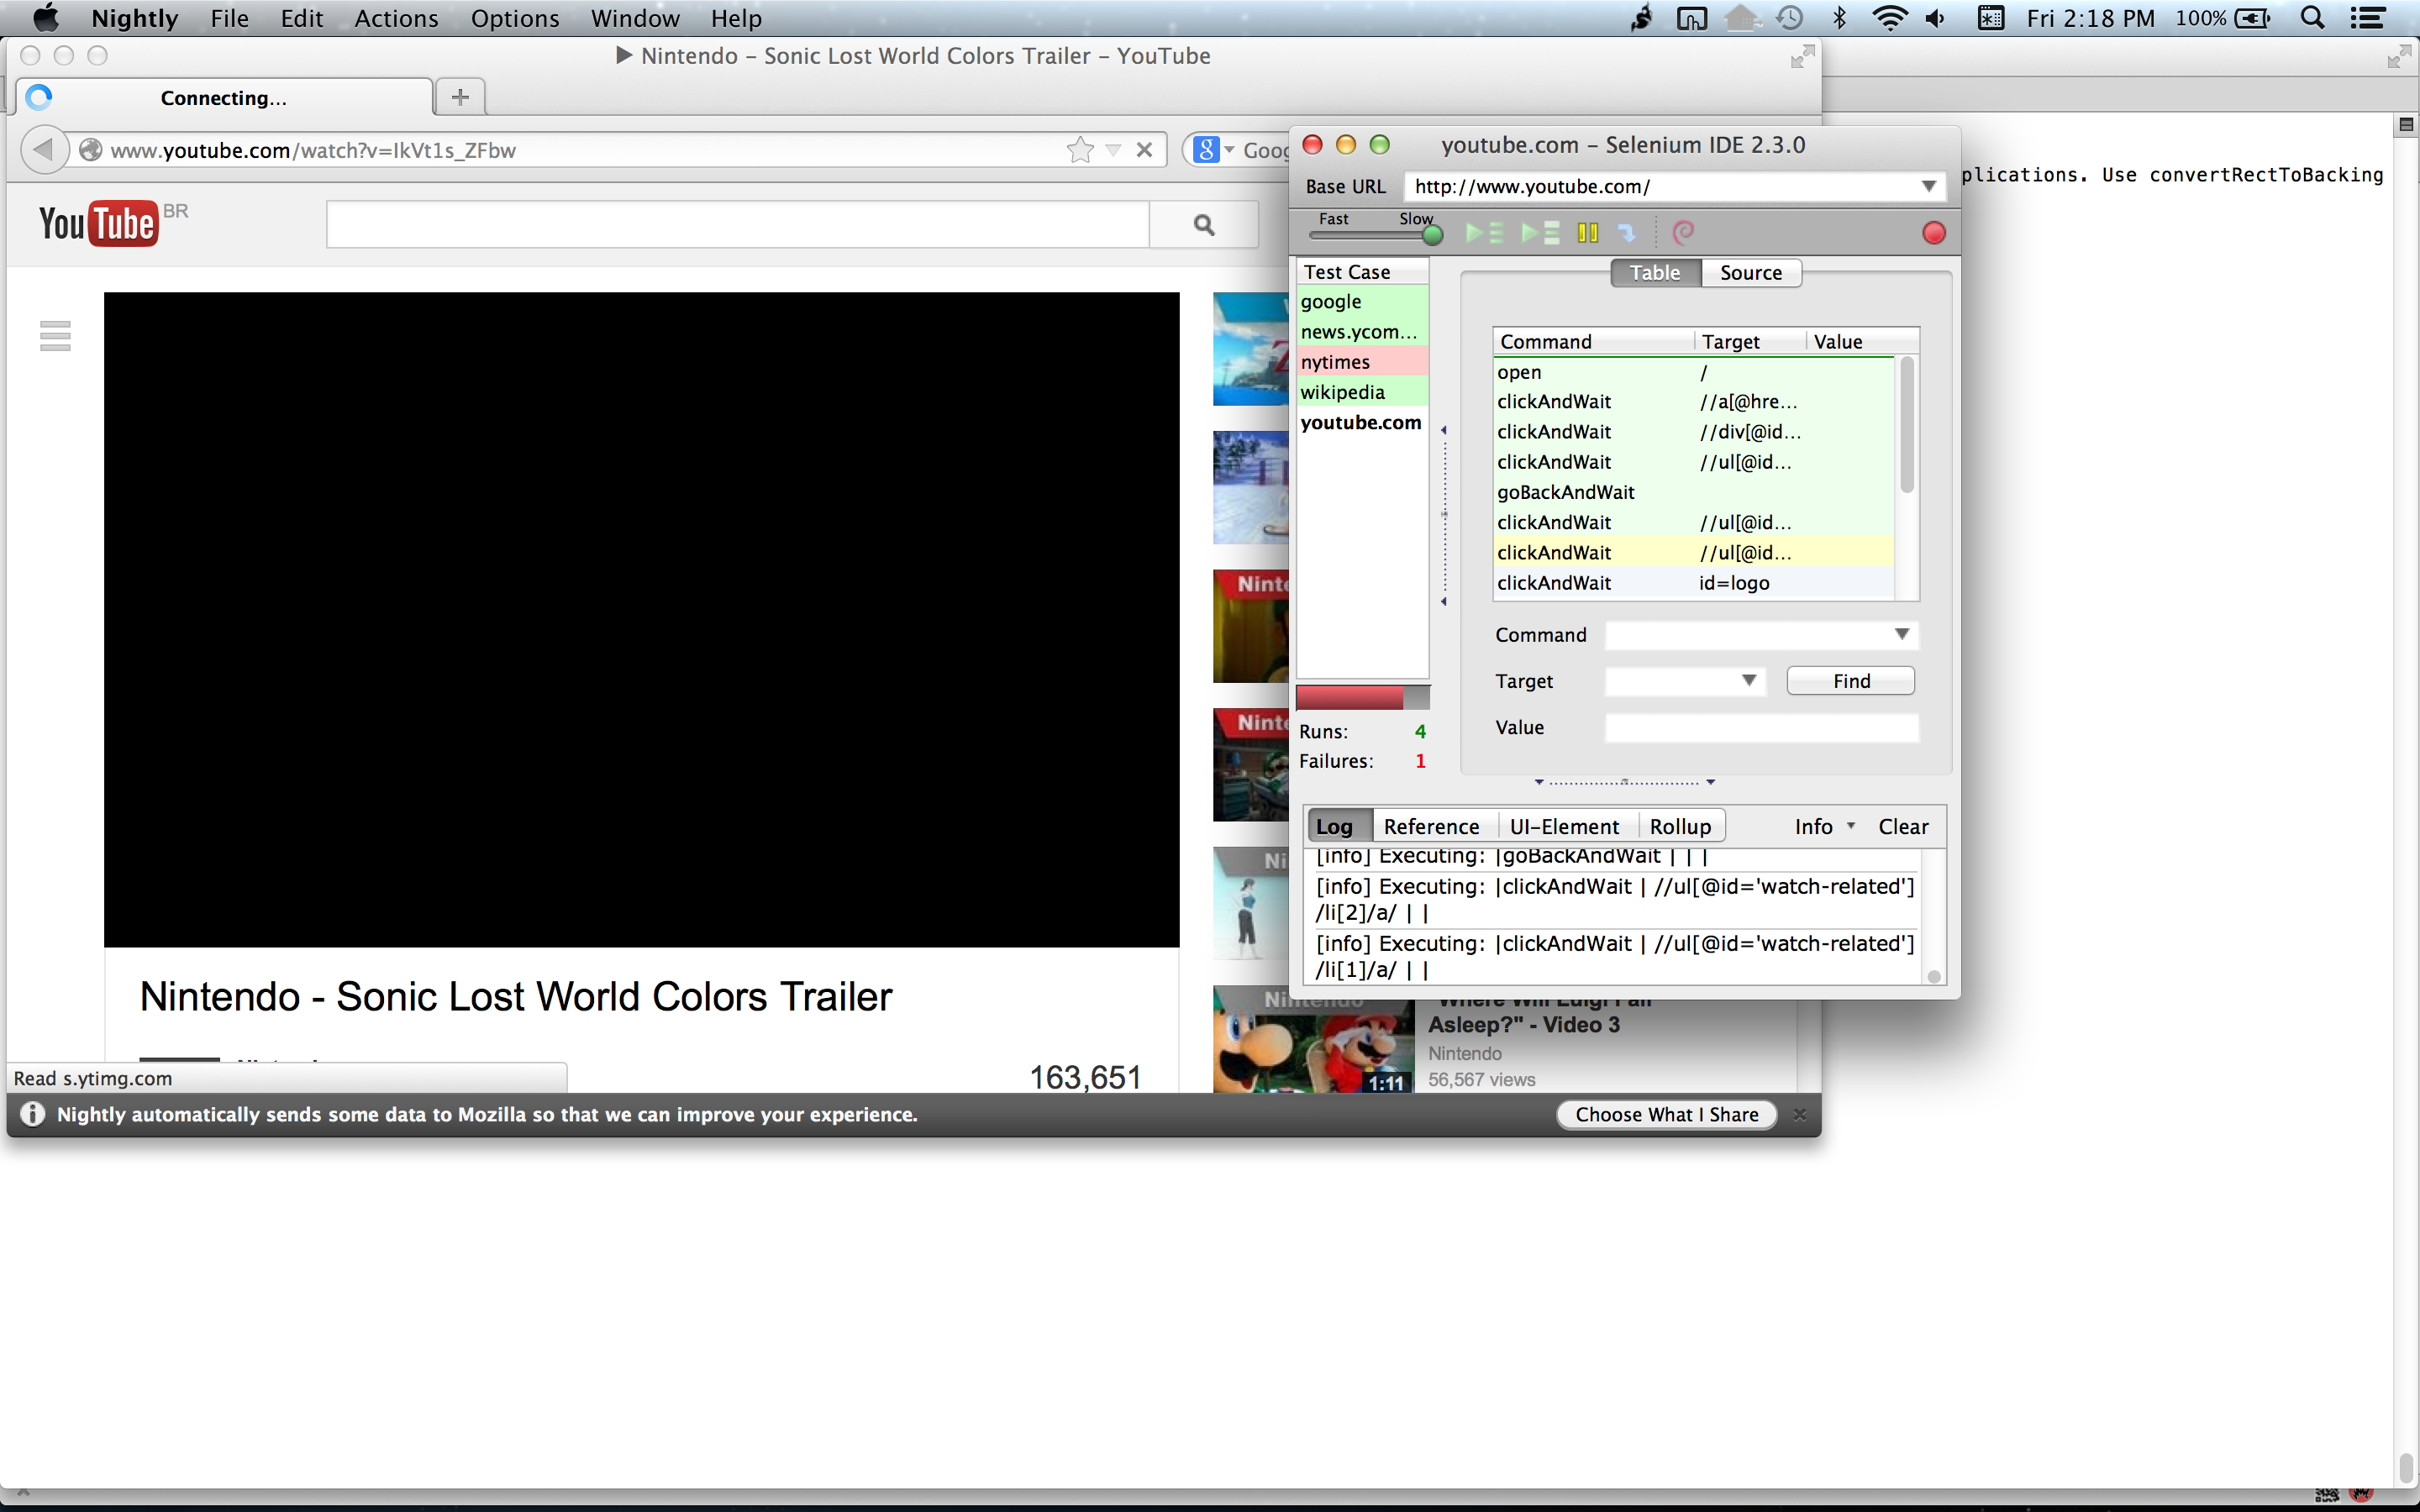 Nightly File Edit Actions Options Window Help
Fri 2:18 PM 100%
▶ Nintendo – Sonic Lost World Colors Trailer – YouTube
Connecting...
www.youtube.com/watch?v=IkVt1s_ZFbw
Goog
YouTube BR
Nintendo - Sonic Lost World Colors Trailer
163,651
Read s.ytimg.com
Nightly automatically sends some data to Mozilla so that we can improve your experience.
Choose What I Share
Asleep?" - Video 3
Nintendo
56,567 views
1:11
youtube.com – Selenium IDE 2.3.0
Base URL http://www.youtube.com/
Fast Slow
Test Case
google
news.ycom...
nytimes
wikipedia
youtube.com
Runs: 4
Failures: 1
Table Source
Command Target Value
open /
clickAndWait //a[@hre...
clickAndWait //div[@id...
clickAndWait //ul[@id...
goBackAndWait
clickAndWait //ul[@id...
clickAndWait //ul[@id...
clickAndWait id=logo
Command
Target Find
Value
Log Reference UI-Element Rollup Info Clear
[info] Executing: |goBackAndWait | | |
[info] Executing: |clickAndWait | //ul[@id='watch-related']
/li[2]/a/ | |
[info] Executing: |clickAndWait | //ul[@id='watch-related']
/li[1]/a/ | |
plications. Use convertRectToBacking